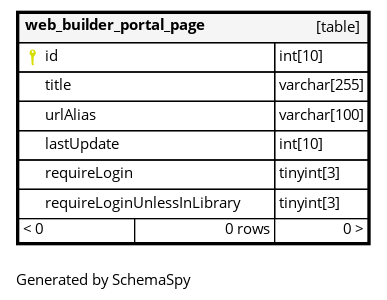 web_builder_portal_page [table]
id int[10]
title varchar[255]
urlAlias varchar[100]
lastUpdate int[10]
requireLogin tinyint[3]
requireLoginUnlessInLibrary tinyint[3]
< 0 0 rows 0 >
Generated by SchemaSpy